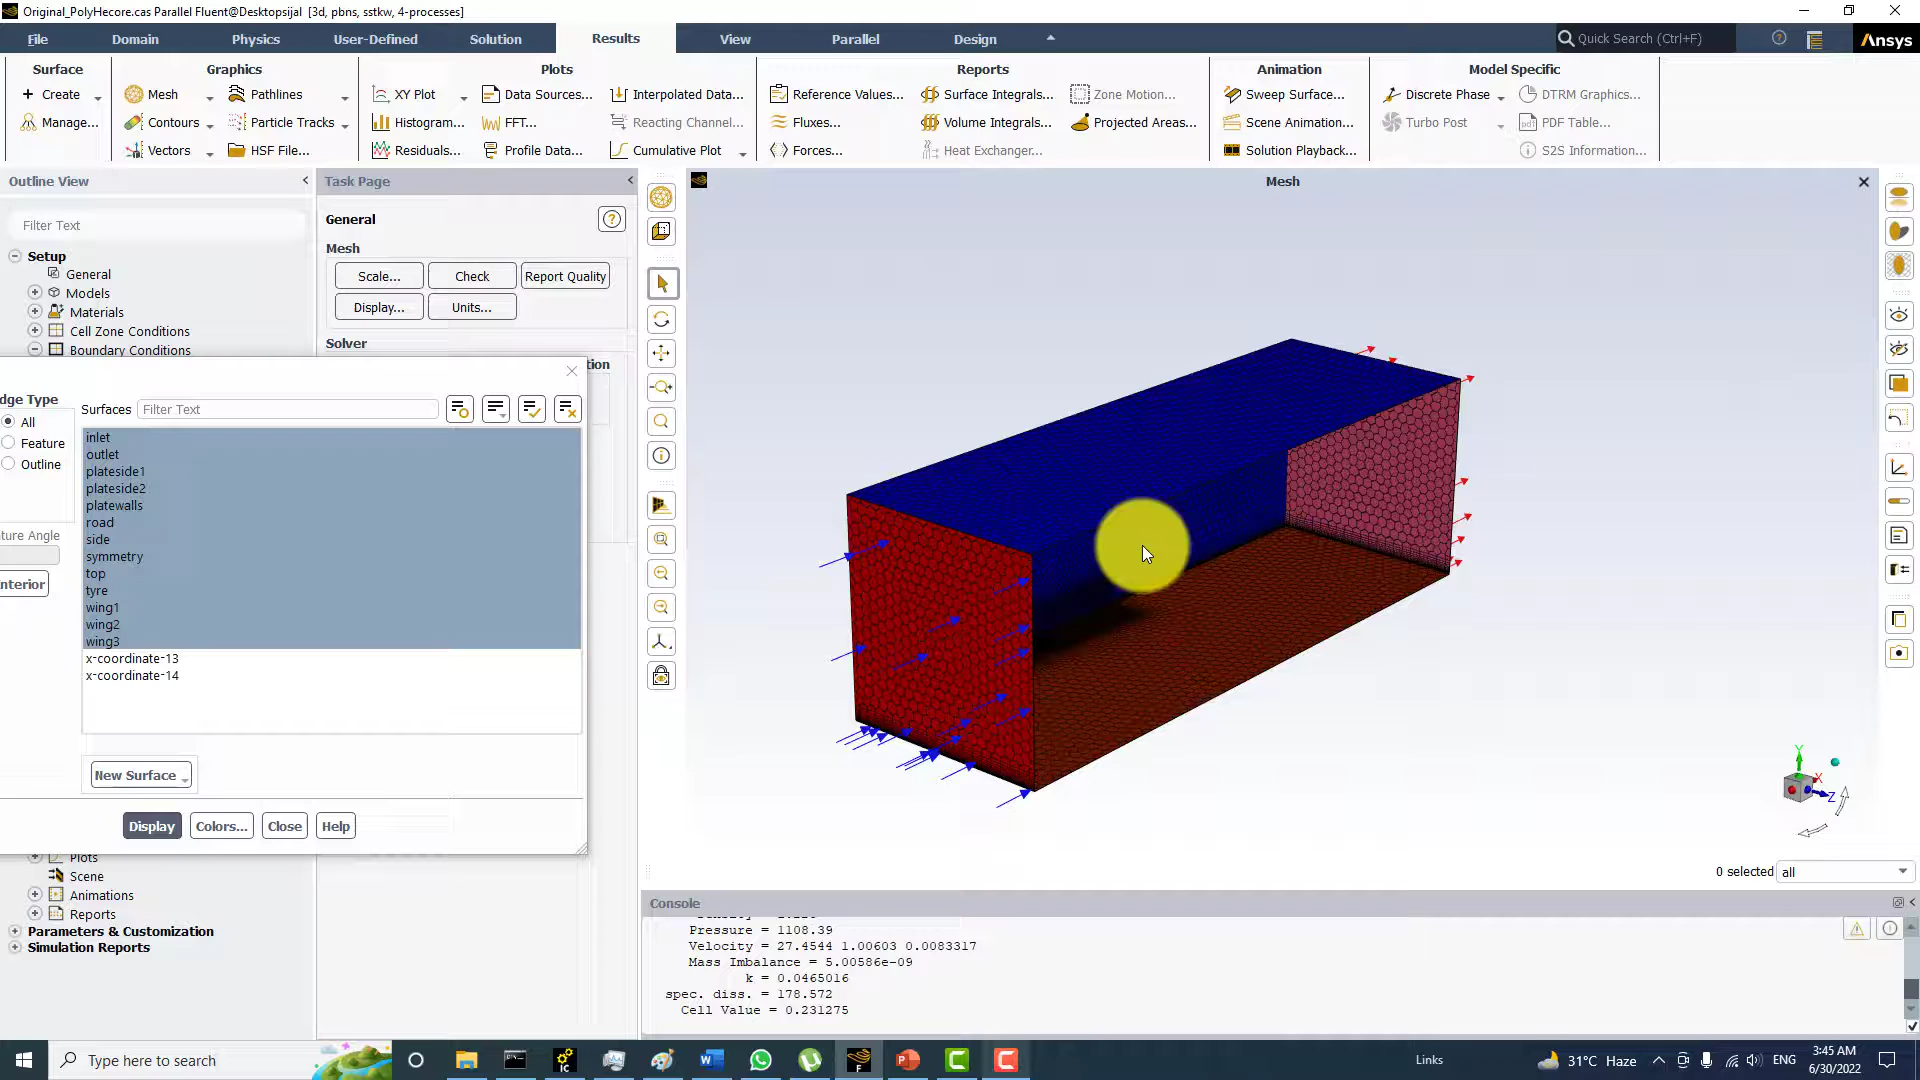 Original_PolyHecore.cas Parallel Fluent@Desktopsijal [3d, pbns, sstkw, 4-processes]
File Domain Physics User-Defined Solution Results View Parallel Design Quick Search (Ctrl+F) Ansys
Surface Graphics Plots Reports Animation Model Specific
Create Mesh Pathlines XY Plot Data Sources... Interpolated Data... Reference Values... Surface Integrals... Zone Motion... Sweep Surface... Discrete Phase DTRM Graphics...
Manage... Contours Particle Tracks Histogram... FFT... Reacting Channel... Fluxes... Volume Integrals... Projected Areas... Scene Animation... Turbo Post PDF Table...
Vectors HSF File... Residuals... Profile Data... Cumulative Plot Forces... Heat Exchanger... Solution Playback... S2S Information...
Outline View
Filter Text
Setup
General
Models
Materials
Cell Zone Conditions
Boundary Conditions
Task Page
General
Mesh
Scale... Check Report Quality
Display... Units...
Solver
tion
dge Type
All
Feature
Outline
ture Angle
nterior
Surfaces Filter Text
inlet
outlet
plateside1
plateside2
platewalls
road
side
symmetry
top
tyre
wing1
wing2
wing3
x-coordinate-13
x-coordinate-14
New Surface
Display Colors... Close Help
Plots
Scene
Animations
Reports
Parameters & Customization
Simulation Reports
Mesh
Y
X
Z
0 selected all
Console
Pressure = 1108.39
Velocity = 27.4544 1.00603 0.0083317
Mass Imbalance = 5.00586e-09
k = 0.0465016
spec. diss. = 178.572
Cell Value = 0.231275
Type here to search
Links
31°C Haze
ENG
3:45 AM
6/30/2022